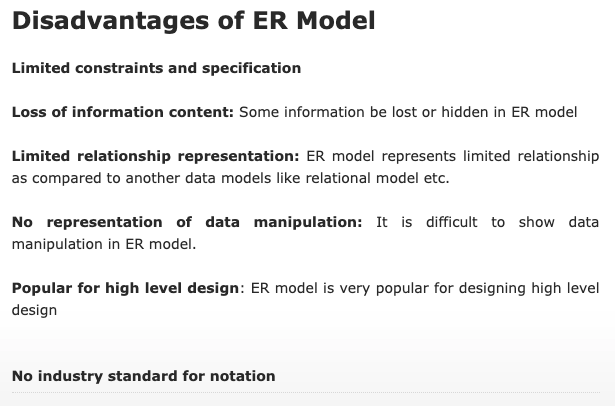 Disadvantages of ER Model
Limited constraints and specification
Loss of information content: Some information be lost or hidden in ER model
Limited relationship representation: ER model represents limited relationship
as compared to another data models like relational model etc.
No representation of data manipulation: It is difficult to show data
manipulation in ER model.
Popular for high level design: ER model is very popular for designing high level
design
No industry standard for notation